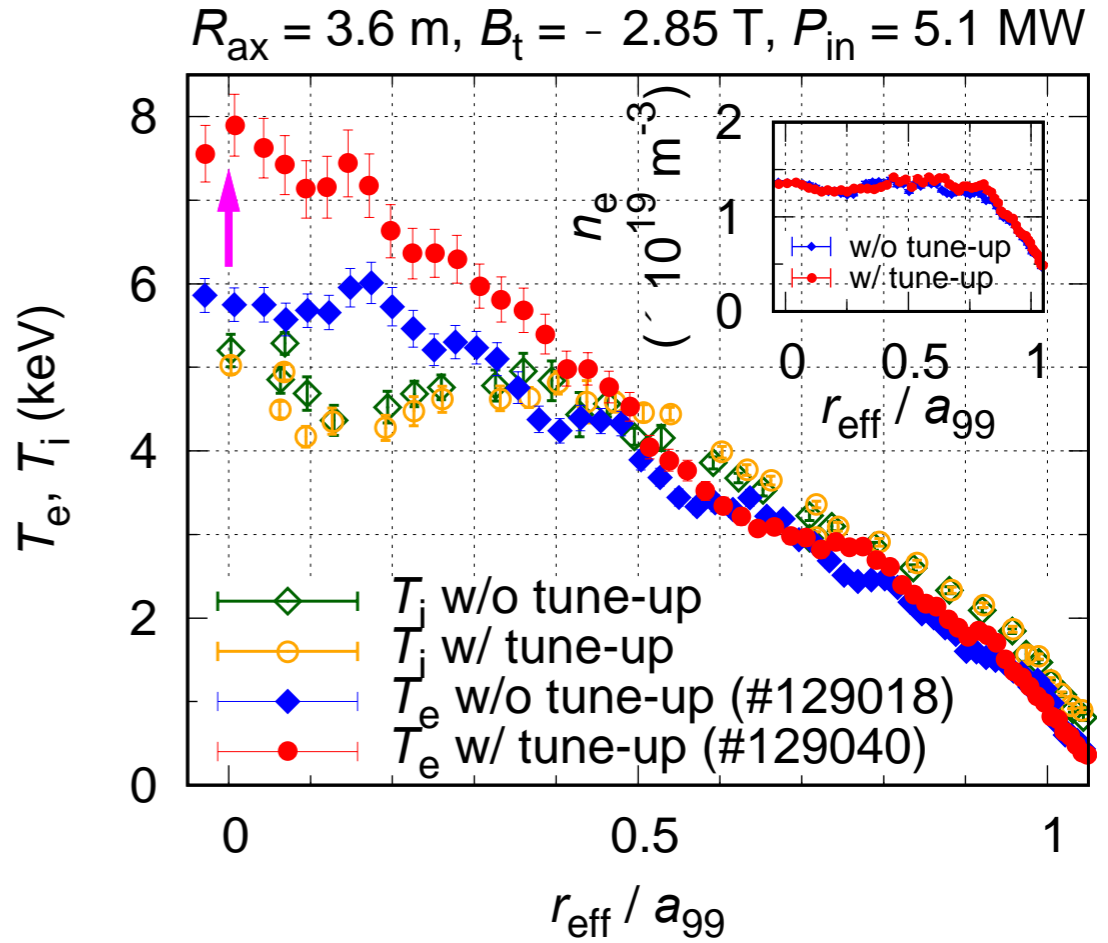 R_ax = 3.6 m, B_t = − 2.85 T, P_in = 5.1 MW
T_e, T_i (keV)
8
6
4
2
0
0
0.5
1
r_eff / a_99
T_i w/o tune-up
T_i w/ tune-up
T_e w/o tune-up (#129018)
T_e w/ tune-up (#129040)
n_e
(´ 10^19 m^-3)
2
1
0
w/o tune-up
w/ tune-up
0
0.5
1
r_eff / a_99